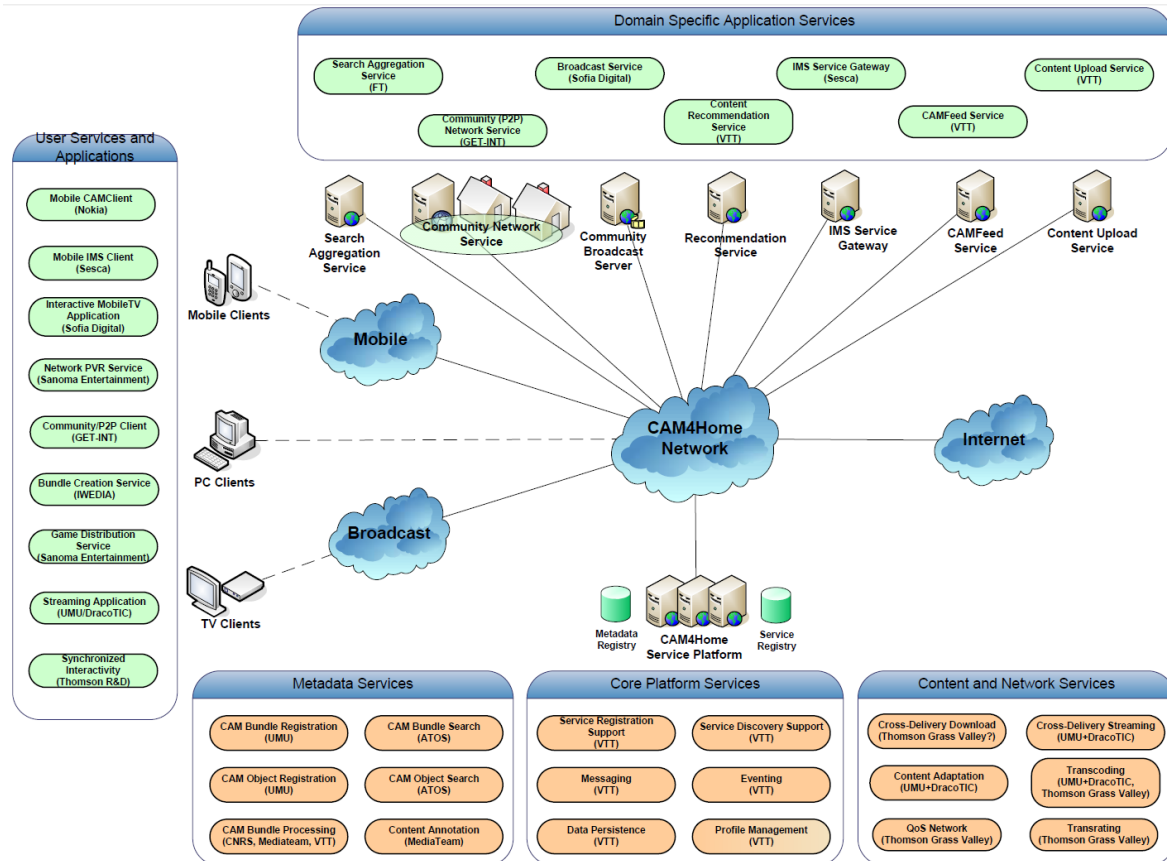 Domain Specific Application Services
Search Aggregation
Service
(FT)
Broadcast Service
(Sofia Digital)
IMS Service Gateway
(Sesca)
Content Upload Service
(VTT)
Community (P2P)
Network Service
(GET-INT)
Content
Recommendation
Service
(VTT)
CAMFeed Service
(VTT)
User Services and
Applications
Mobile CAMClient
(Nokia)
Mobile IMS Client
(Sesca)
Interactive MobileTV
Application
(Sofia Digital)
Network PVR Service
(Sanoma Entertainment)
Community/P2P Client
(GET-INT)
Bundle Creation Service
(IWEDIA)
Game Distribution
Service
(Sanoma Entertainment)
Streaming Application
(UMU/DracoTIC)
Synchronized
Interactivity
(Thomson R&D)
Search
Aggregation
Service
Community Network
Service
Community
Broadcast
Server
Recommendation
Service
IMS Service
Gateway
CAMFeed
Service
Content Upload
Service
Mobile Clients
Mobile
PC Clients
CAM4Home
Network
Internet
Broadcast
TV Clients
Metadata
Registry
CAM4Home
Service Platform
Service
Registry
Metadata Services
CAM Bundle Registration
(UMU)
CAM Bundle Search
(ATOS)
CAM Object Registration
(UMU)
CAM Object Search
(ATOS)
CAM Bundle Processing
(CNRS, Mediateam, VTT)
Content Annotation
(MediaTeam)
Core Platform Services
Service Registration
Support
(VTT)
Service Discovery Support
(VTT)
Messaging
(VTT)
Eventing
(VTT)
Data Persistence
(VTT)
Profile Management
(VTT)
Content and Network Services
Cross-Delivery Download
(Thomson Grass Valley?)
Cross-Delivery Streaming
(UMU+DracoTIC)
Content Adaptation
(UMU+DracoTIC)
Transcoding
(UMU+DracoTIC,
Thomson Grass Valley)
QoS Network
(Thomson Grass Valley)
Transrating
(Thomson Grass Valley)